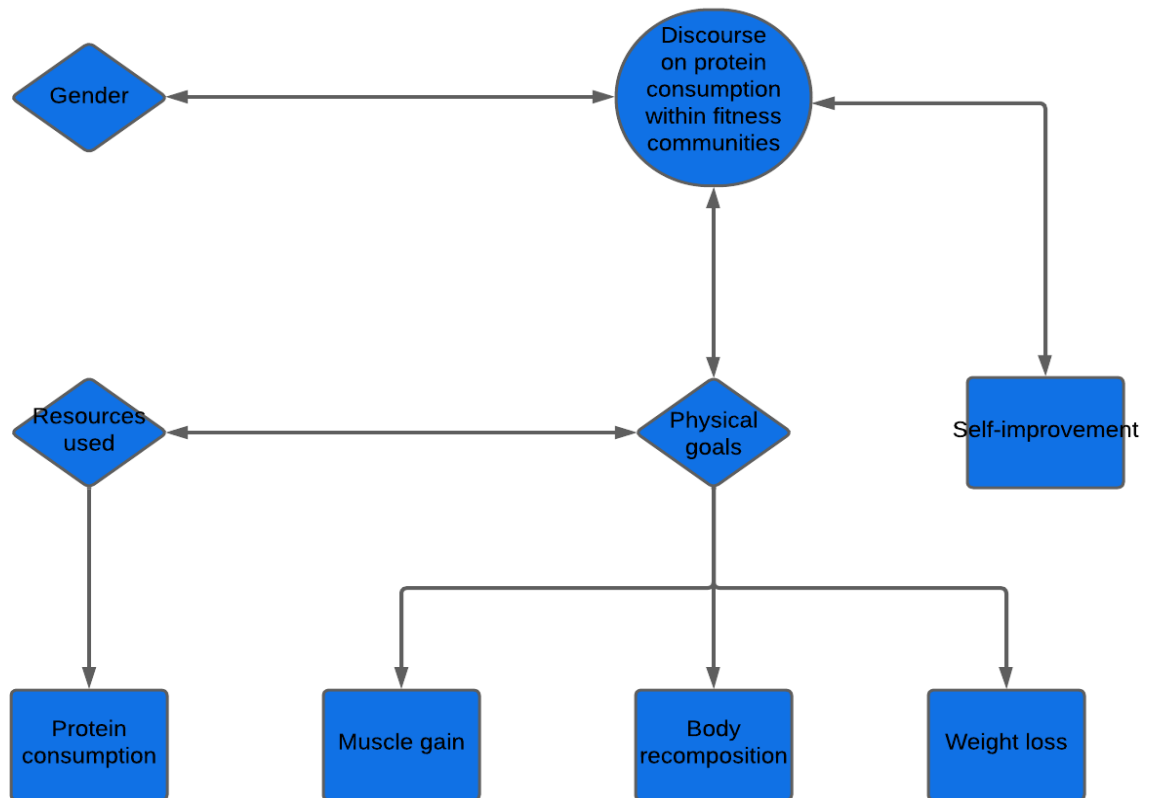 Gender
Discourse
on protein
consumption
within fitness
communities
Resources
used
Physical
goals
Self-improvement
Protein
consumption
Muscle gain
Body
recomposition
Weight loss